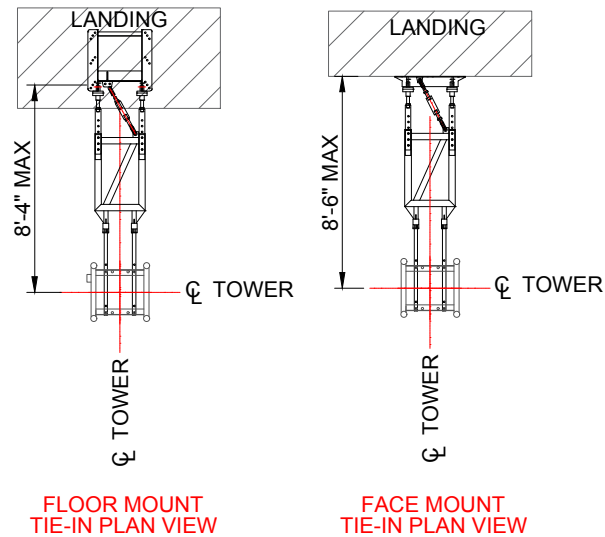 LANDING
8'-4" MAX
℄ TOWER
℄ TOWER
FLOOR MOUNT
TIE-IN PLAN VIEW
LANDING
8'-6" MAX
℄ TOWER
℄ TOWER
FACE MOUNT
TIE-IN PLAN VIEW